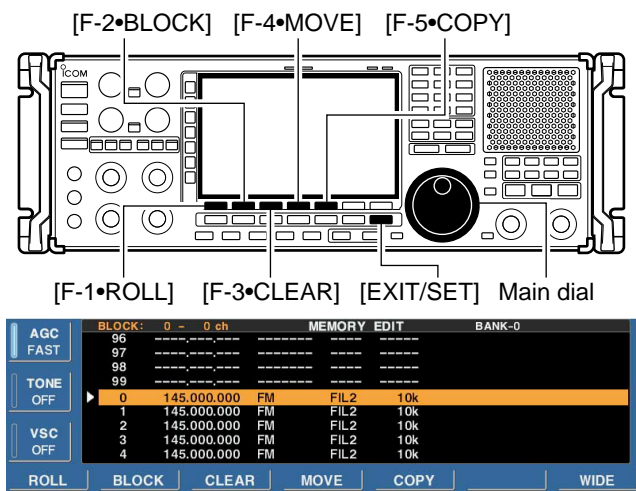 [F-2•BLOCK] [F-4•MOVE] [F-5•COPY]
ICOM
[F-1•ROLL] [F-3•CLEAR] [EXIT/SET] Main dial
BLOCK: 0 – 0 ch MEMORY EDIT BANK-0
AGC
FAST
TONE
OFF
VSC
OFF
96 ----.---.--- ------- ---- -----
97 ----.---.--- ------- ---- -----
98 ----.---.--- ------- ---- -----
99 ----.---.--- ------- ---- -----
0 145.000.000 FM FIL2 10k
1 145.000.000 FM FIL2 10k
2 145.000.000 FM FIL2 10k
3 145.000.000 FM FIL2 10k
4 145.000.000 FM FIL2 10k
ROLL BLOCK CLEAR MOVE COPY WIDE